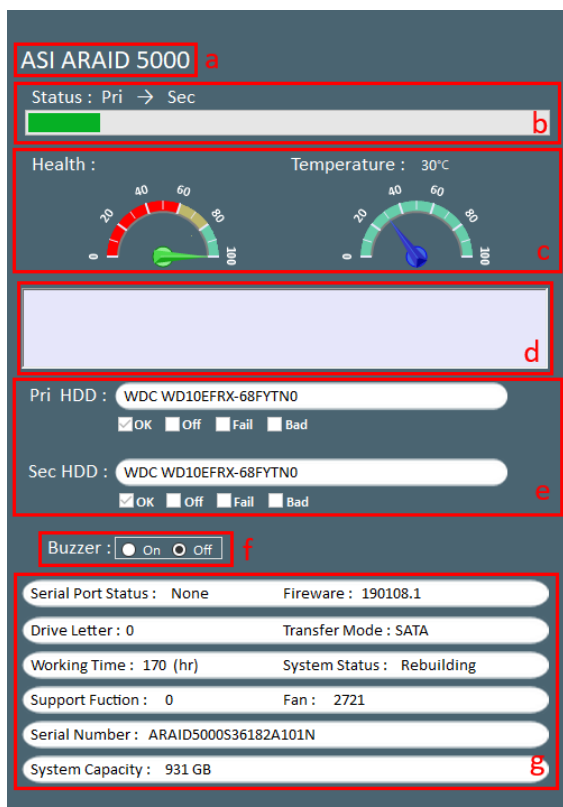 ASI ARAID 5000 a
Status : Pri → Sec
b
Health : Temperature : 30°C
0 20 40 60 80 100 0 20 40 60 80 100
c
d
Pri HDD : WDC WD10EFRX-68FYTN0
OK Off Fail Bad
Sec HDD : WDC WD10EFRX-68FYTN0
OK Off Fail Bad
e
Buzzer : On Off f
Serial Port Status : None Fireware : 190108.1
Drive Letter : 0 Transfer Mode : SATA
Working Time : 170 (hr) System Status : Rebuilding
Support Fuction : 0 Fan : 2721
Serial Number : ARAID5000S36182A101N
System Capacity : 931 GB
g